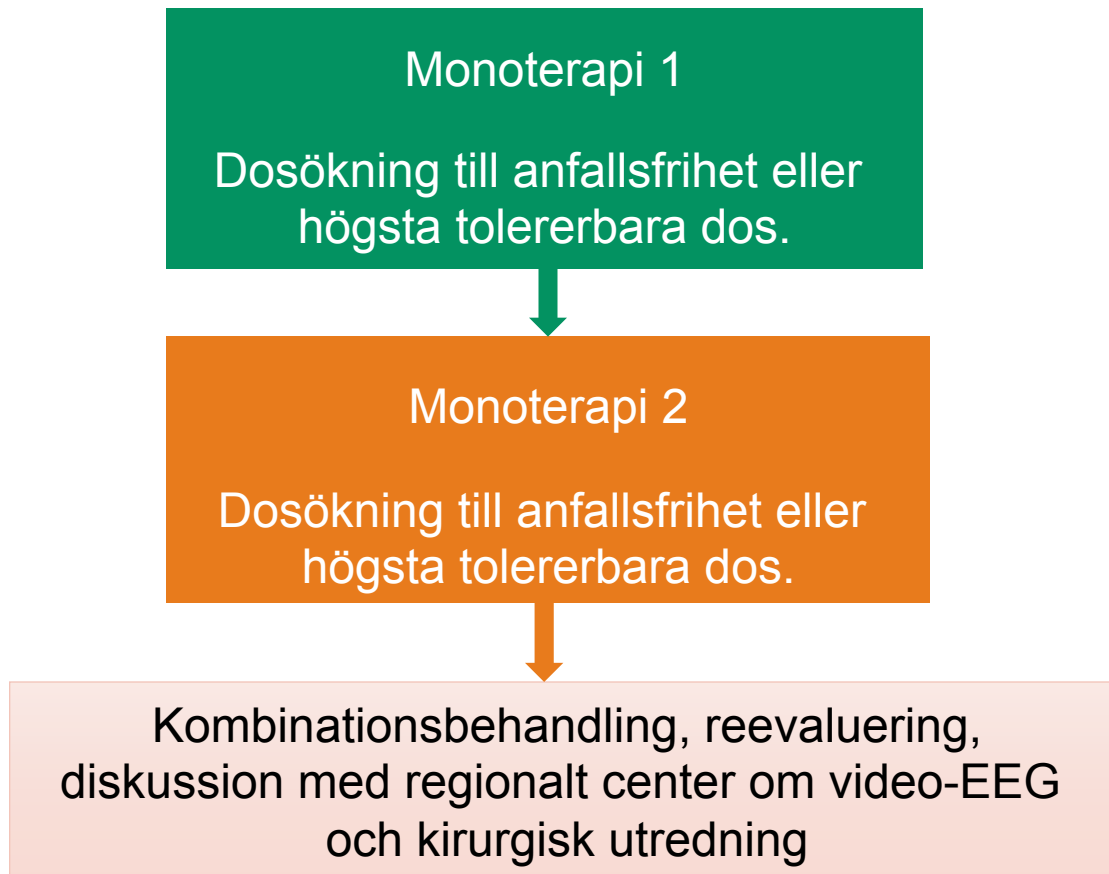 Monoterapi 1
Dosökning till anfallsfrihet eller
högsta tolererbara dos.
Monoterapi 2
Dosökning till anfallsfrihet eller
högsta tolererbara dos.
Kombinationsbehandling, reevaluering,
diskussion med regionalt center om video-EEG
och kirurgisk utredning